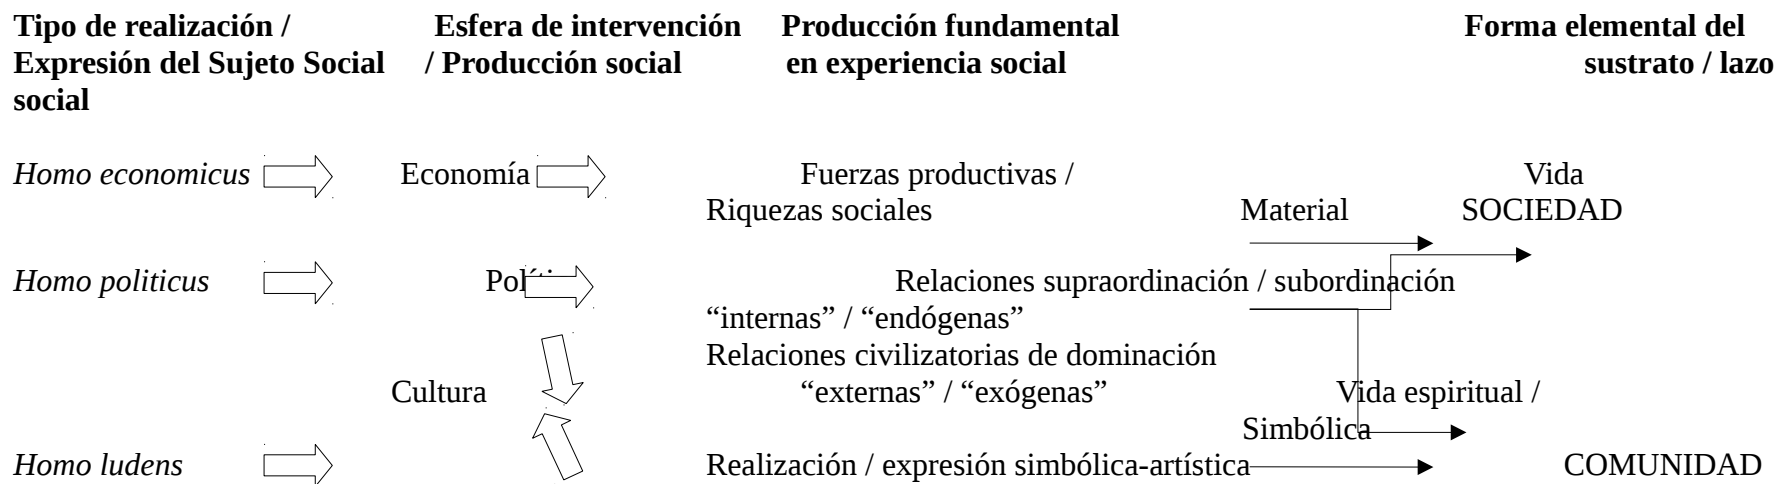 Tipo de realización / Esfera de intervención Producción fundamental Forma elemental del
Expresión del Sujeto Social / Producción social en experiencia social sustrato / lazo
social
Homo economicus Economía Fuerzas productivas / Vida
Riquezas sociales Material SOCIEDAD
Homo politicus Relaciones supraordinación / subordinación
“internas” / “endógenas”
Relaciones civilizatorias de dominación
Cultura “externas” / “exógenas” Vida espiritual /
Simbólica
Homo ludens Realización / expresión simbólica-artística COMUNIDAD